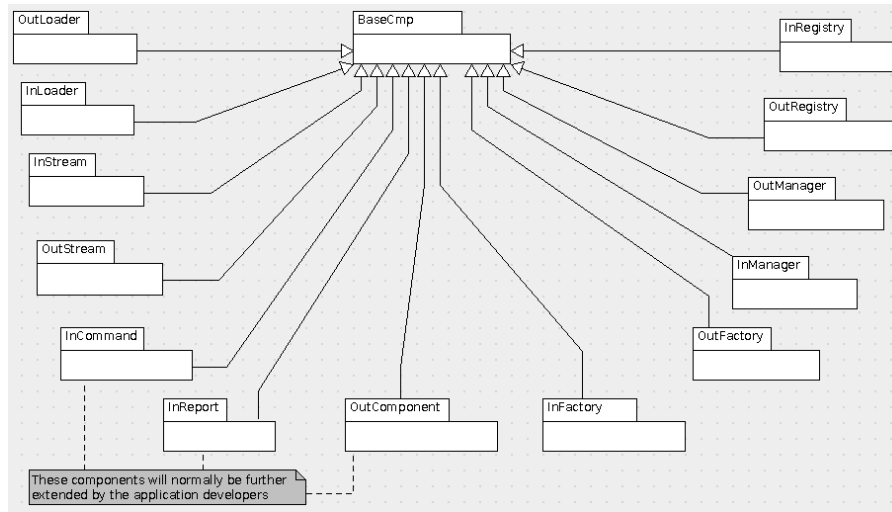 OutLoader
BaseCmp
InRegistry
InLoader
OutRegistry
InStream
OutManager
OutStream
InManager
InCommand
OutFactory
InReport
OutComponent
InFactory
These components will normally be further
extended by the application developers